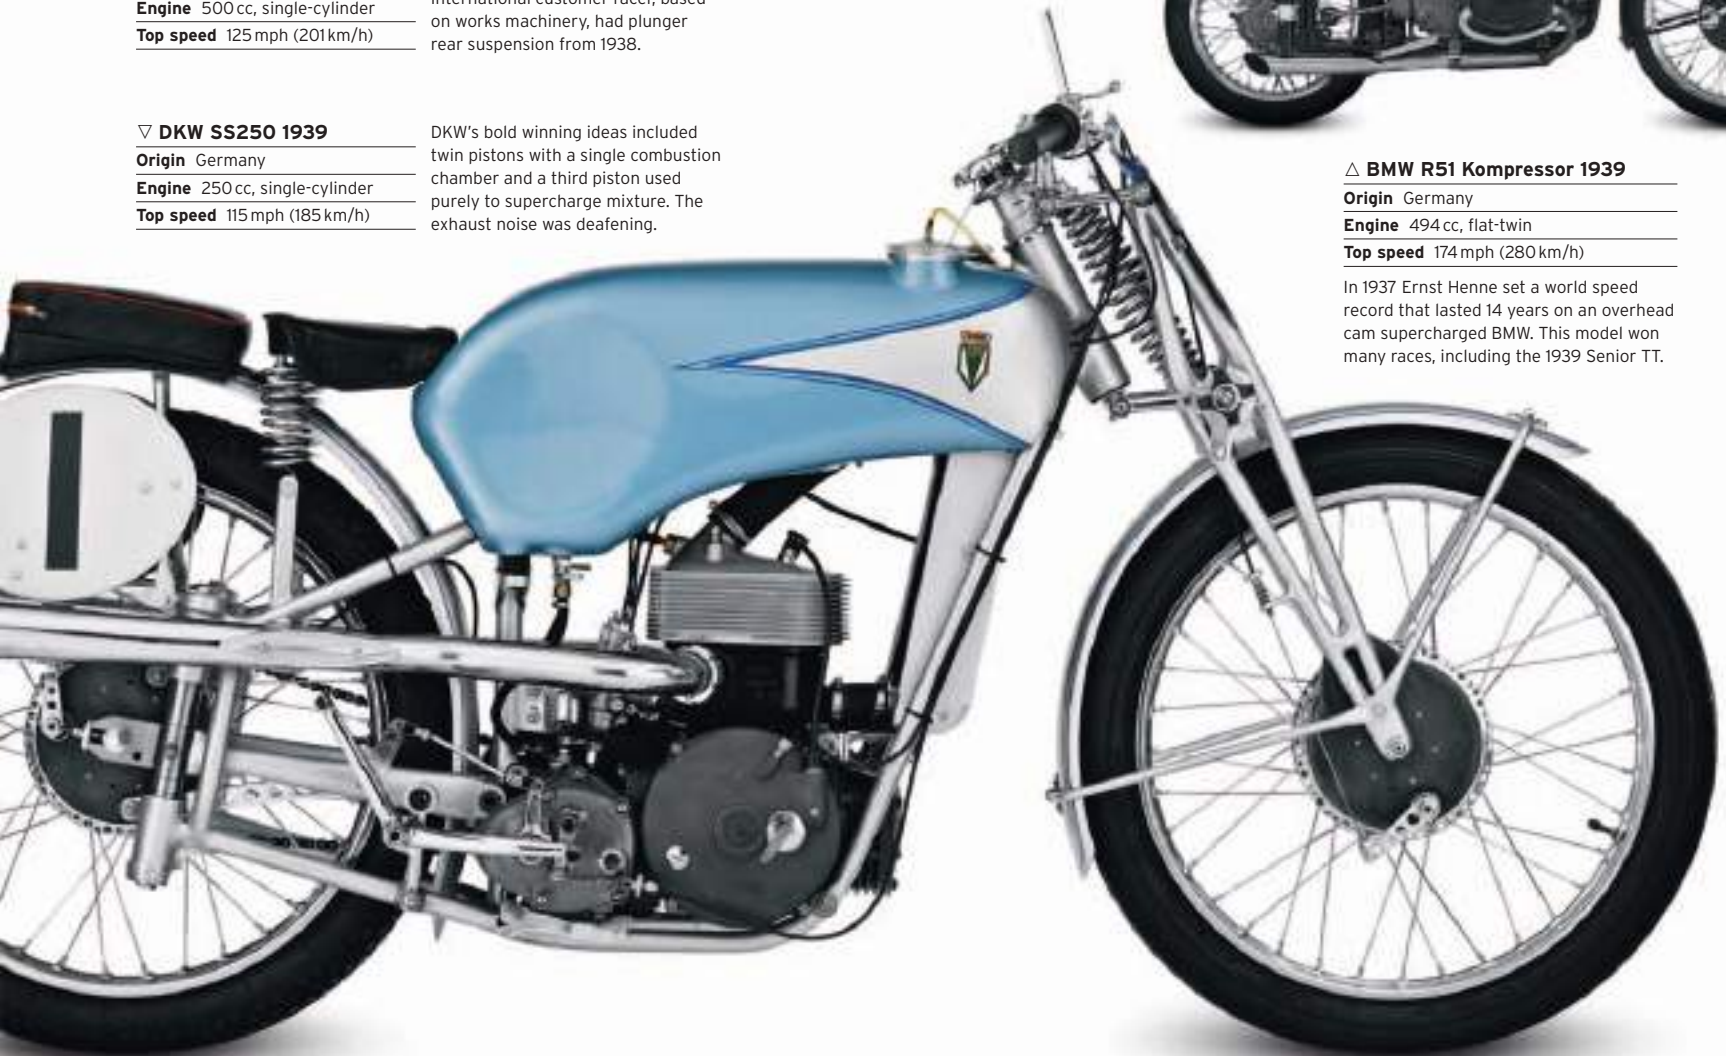 Engine 500 cc, single-cylinder
Top speed 125 mph (201 km/h)
international customer racer, based
on works machinery, had plunger
rear suspension from 1938.
▽ DKW SS250 1939
Origin Germany
Engine 250 cc, single-cylinder
Top speed 115 mph (185 km/h)
DKW's bold winning ideas included
twin pistons with a single combustion
chamber and a third piston used
purely to supercharge mixture. The
exhaust noise was deafening.
△ BMW R51 Kompressor 1939
Origin Germany
Engine 494 cc, flat-twin
Top speed 174 mph (280 km/h)
In 1937 Ernst Henne set a world speed
record that lasted 14 years on an overhead
cam supercharged BMW. This model won
many races, including the 1939 Senior TT.